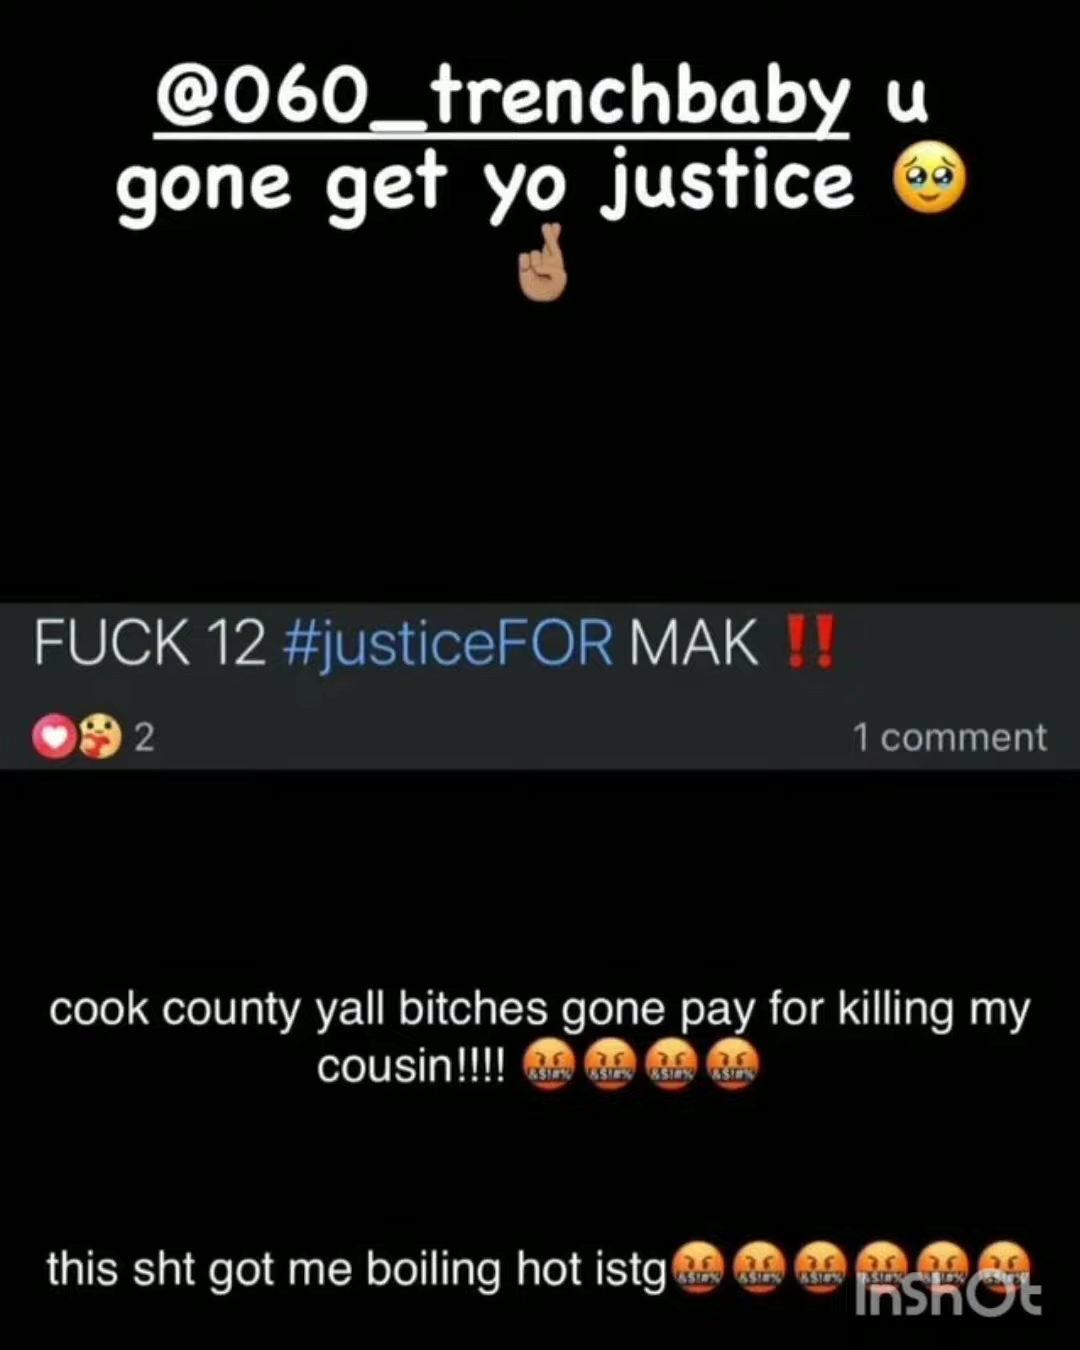 @060_trenchbaby u
gone get yo justice 🥹
🤞🏽
FUCK 12 #justiceFOR MAK ‼️
2
1 comment
cook county yall bitches gone pay for killing my
cousin!!!! 🤬🤬🤬🤬
this sht got me boiling hot istg🤬🤬🤬🤬🤬🤬
InShOt